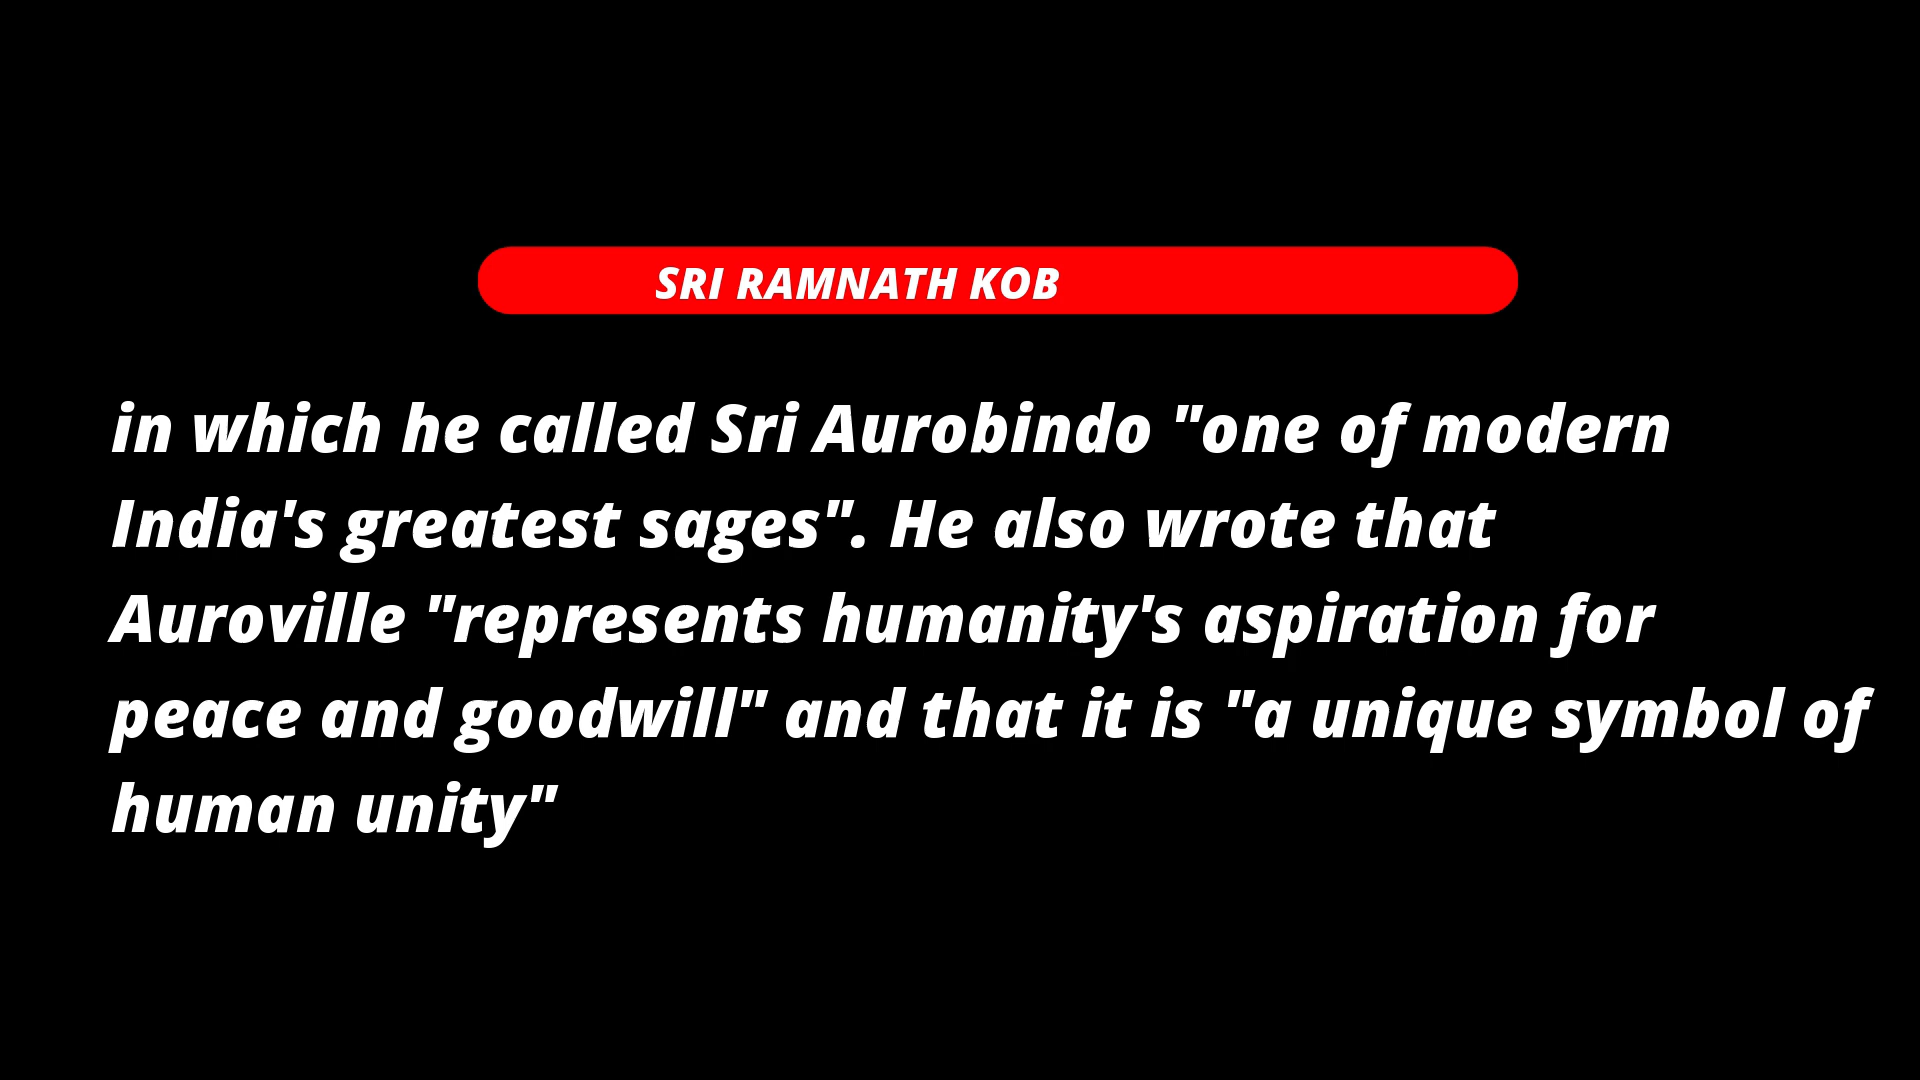 SRI RAMNATH KOB
in which he called Sri Aurobindo "one of modern
India's greatest sages". He also wrote that
Auroville "represents humanity's aspiration for
peace and goodwill" and that it is "a unique symbol of
human unity"